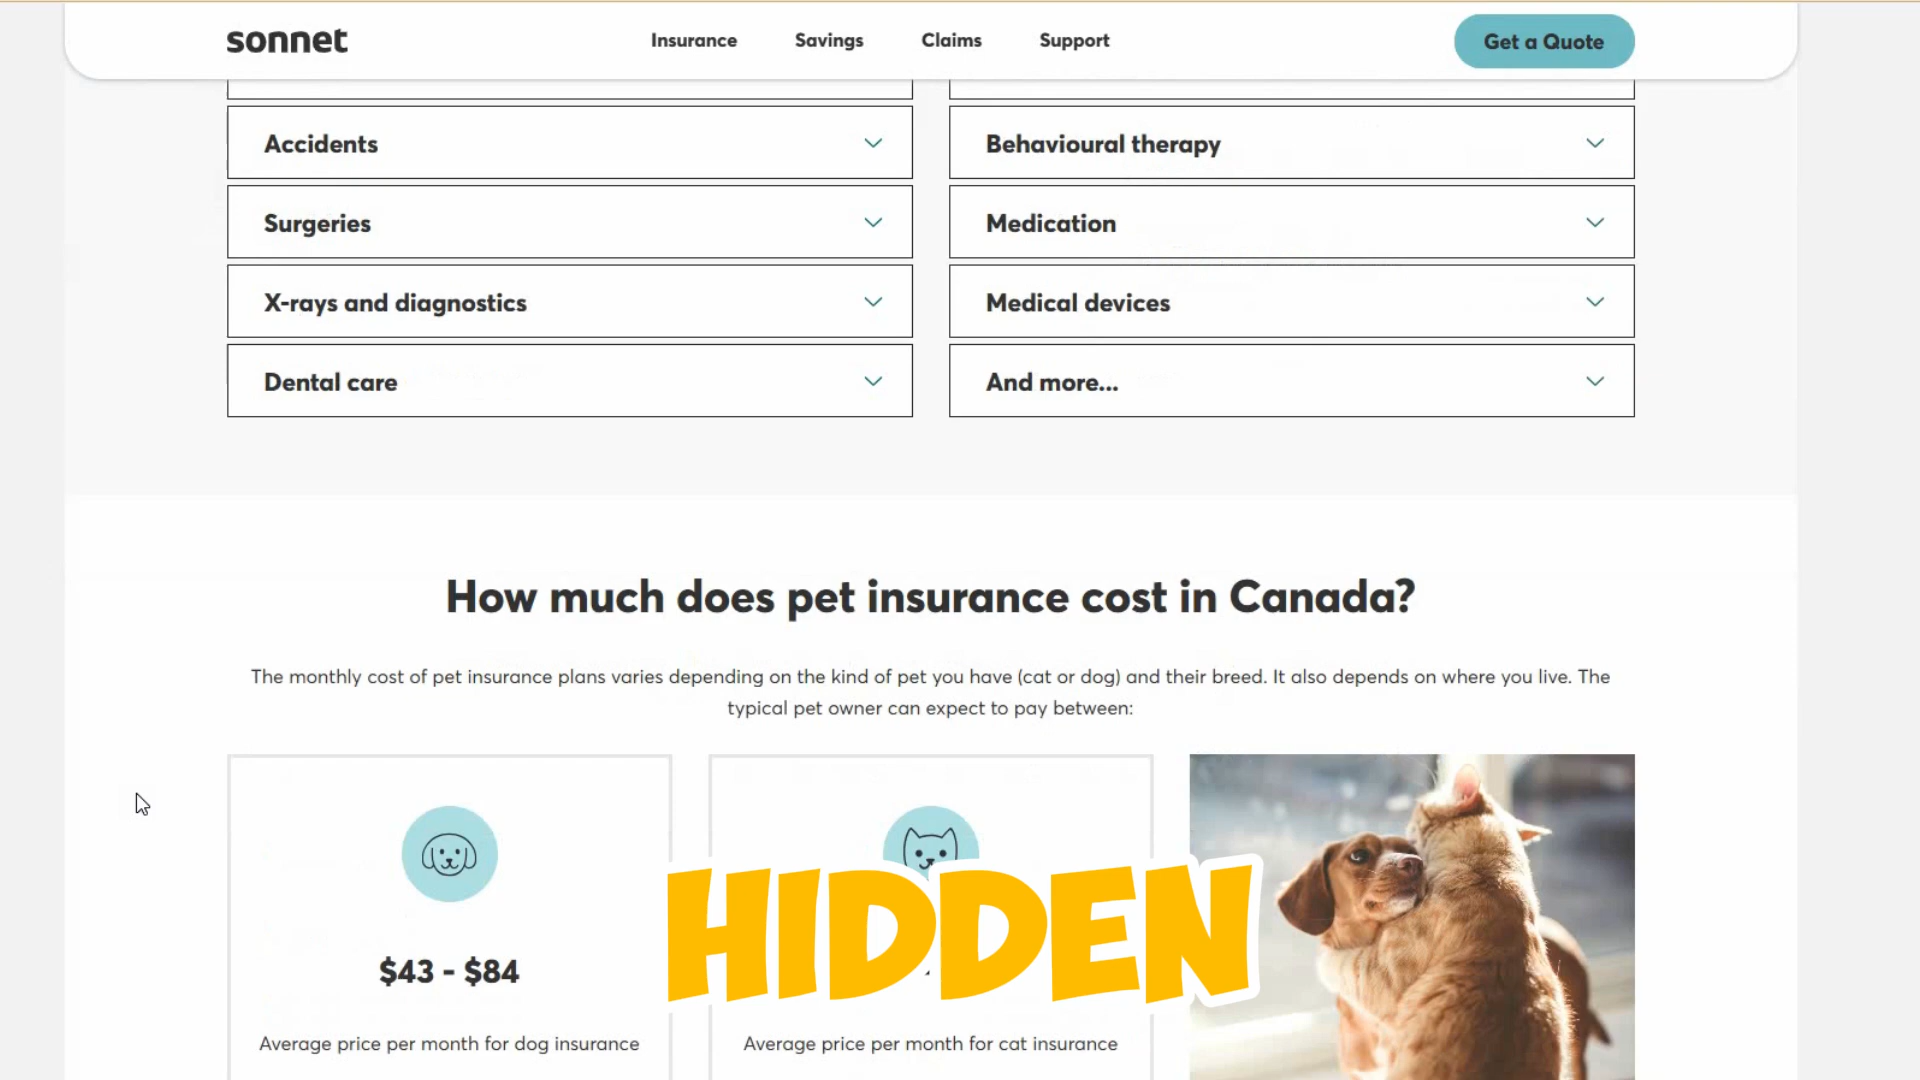 sonnet
Insurance
Savings
Claims
Support
Get a Quote
Accidents
Behavioural therapy
Surgeries
Medication
X-rays and diagnostics
Medical devices
Dental care
And more...
How much does pet insurance cost in Canada?
The monthly cost of pet insurance plans varies depending on the kind of pet you have (cat or dog) and their breed. It also depends on where you live. The
typical pet owner can expect to pay between:
$43 - $84
Average price per month for dog insurance
HIDDEN
Average price per month for cat insurance